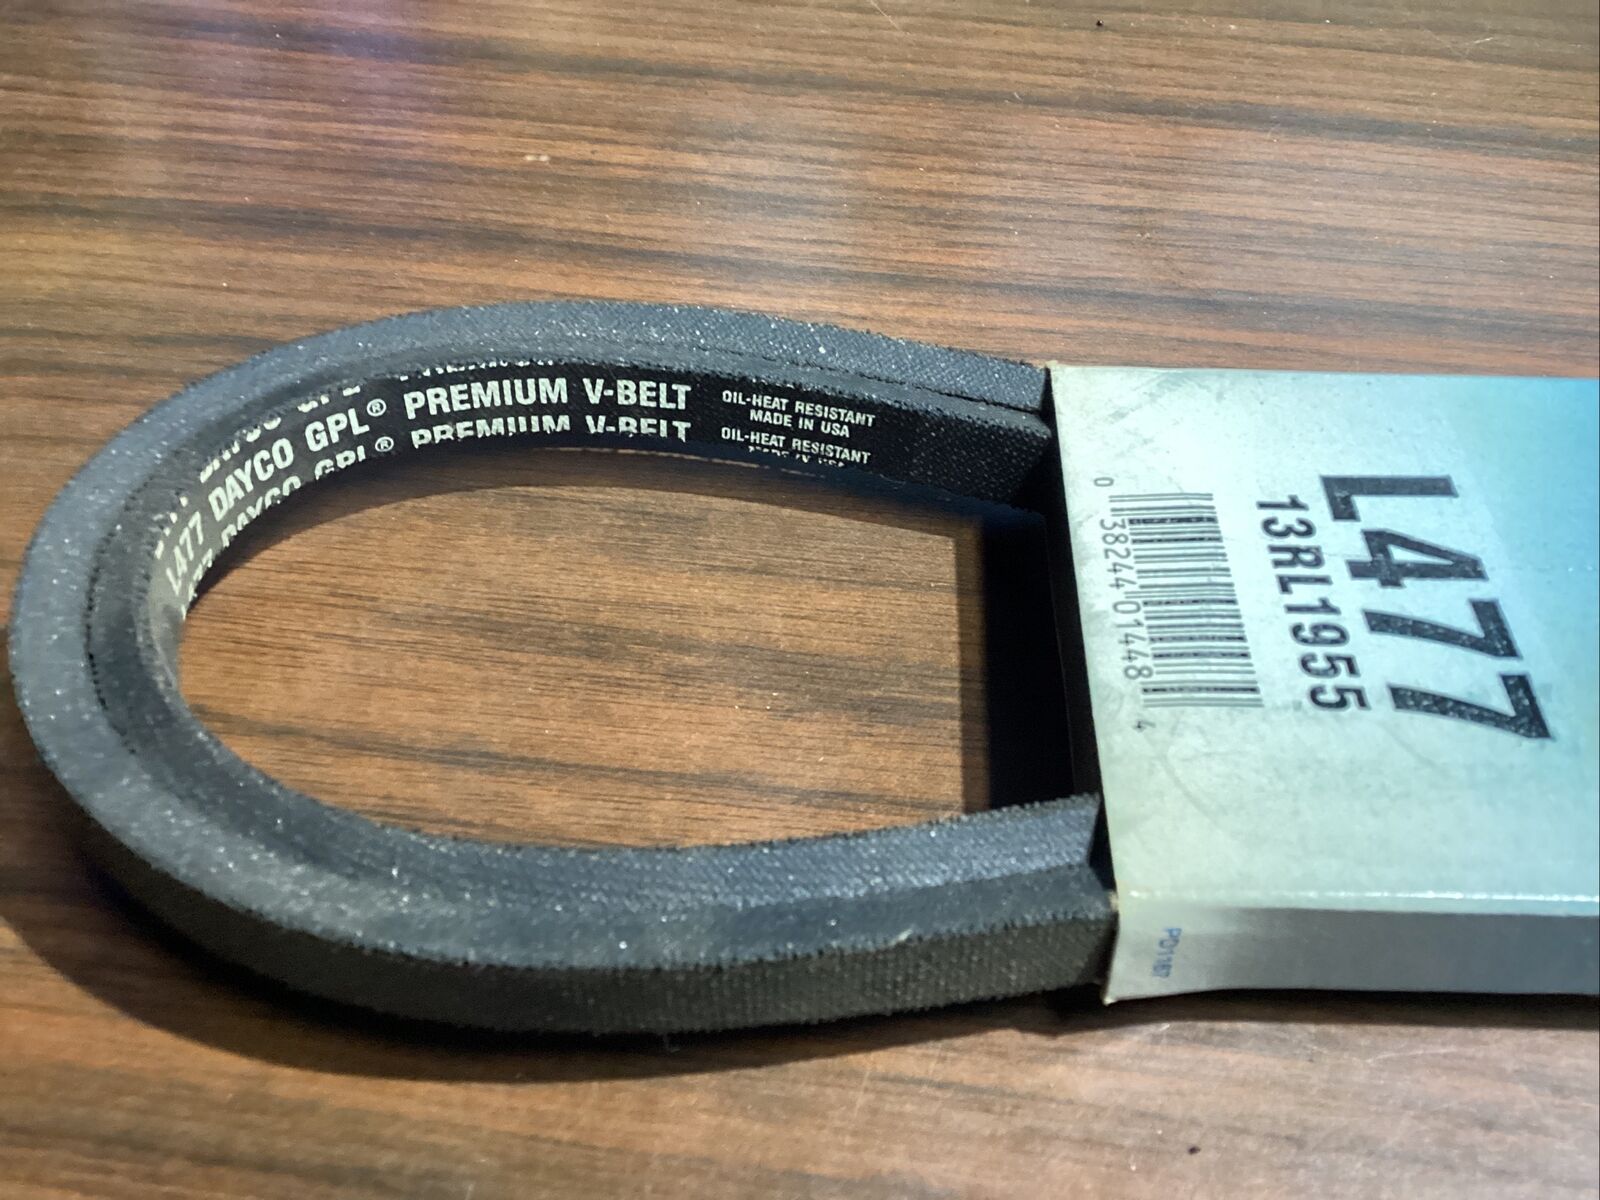 L477 DAYCO GPL® PREMIUM V-BELT
OIL-HEAT RESISTANT
MADE IN USA
DAYCO GPL® PREMIUM V-BELT
OIL-HEAT RESISTANT
L477
13RL1955
0 38244 01448 4